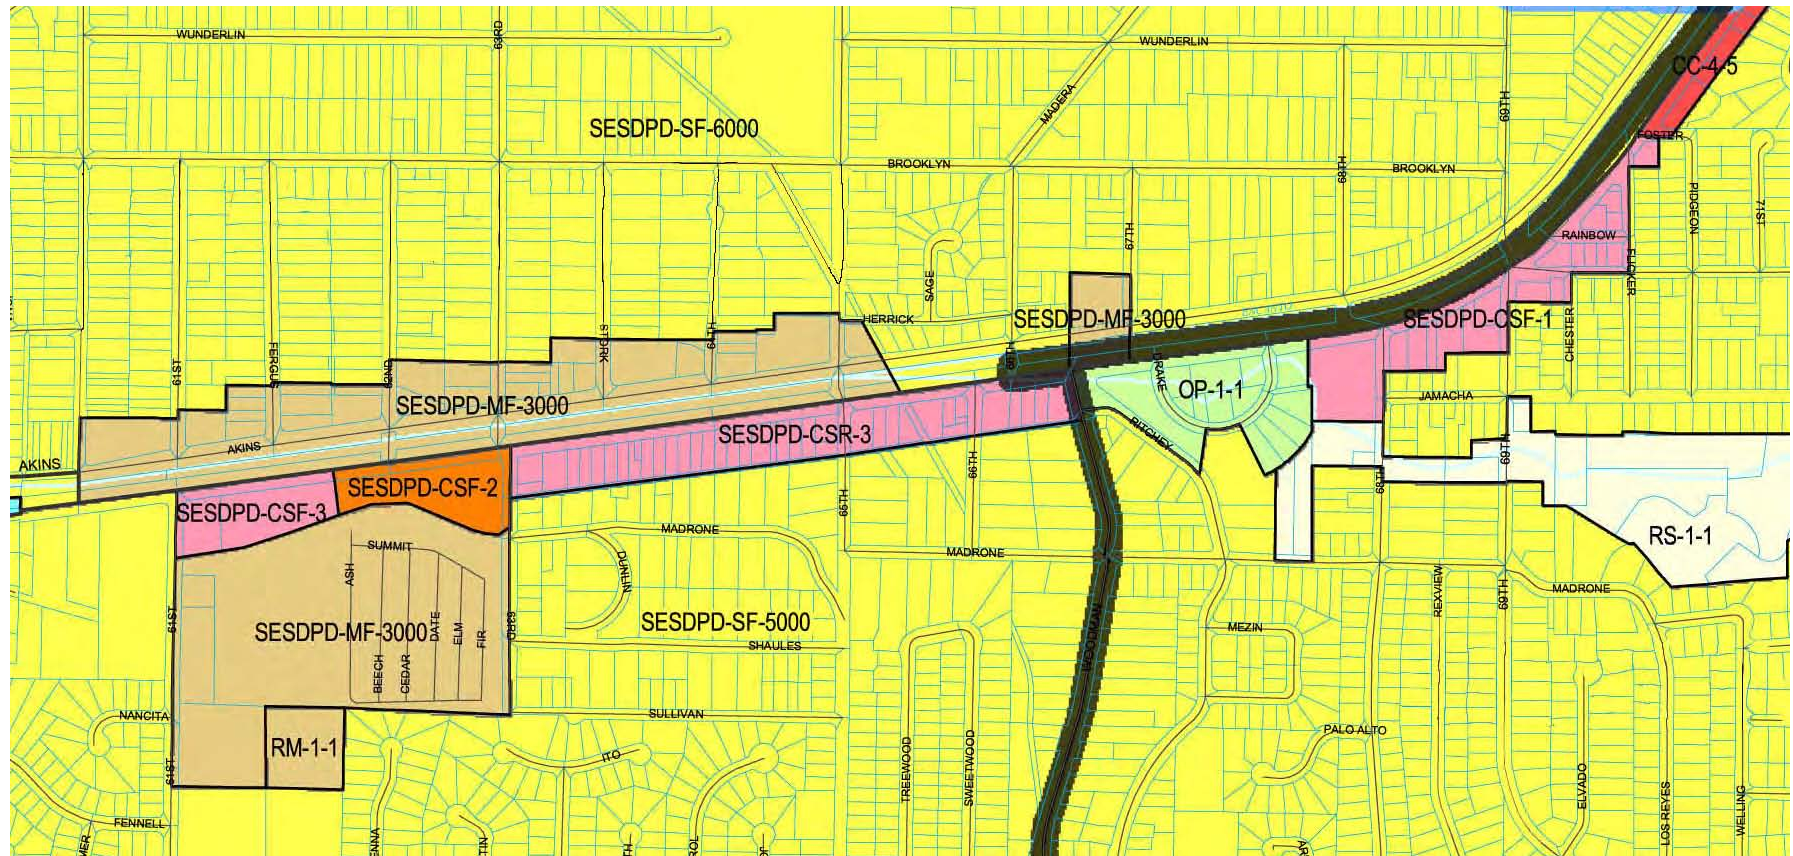 WUNDERLIN
63RD
WUNDERLIN
CC-4-5
MADERA
69TH
SESDPD-SF-6000
FOSTER
BROOKLYN
68TH
BROOKLYN
PIDGEON
71ST
67TH
RAINBOW
SAGE
FLICKER
HERRICK
SESDPD-MF-3000
SESDPD-CSF-1
61ST
FERGUS
62ND
STORK
66TH
CHESTER
DRAKE
OP-1-1
SESDPD-MF-3000
JAMACHA
AKINS
AKINS
SESDPD-CSR-3
RITCHEY
69TH
SESDPD-CSF-2
66TH
68TH
SESDPD-CSF-3
65TH
MADRONE
RS-1-1
SUMMIT
MADRONE
ASH
DUNLIN
REXVIEW
69TH
MADRONE
61ST
SESDPD-MF-3000
DATE
ELM
FIR
63RD
SESDPD-SF-5000
WOODMAN
MEZIN
SHAULES
BEECH
CEDAR
NANCITA
SULLIVAN
PALO ALTO
RM-1-1
ITO
61ST
TREEWOOD
SWEETWOOD
ELVADO
LOS REYES
WELLING
FENNELL